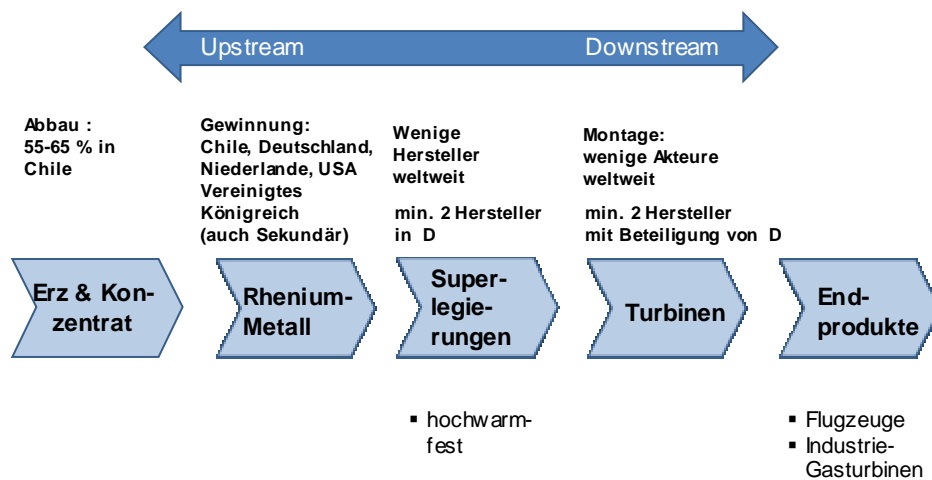 Upstream
Downstream
Abbau :
55-65 % in
Chile
Gewinnung:
Chile, Deutschland,
Niederlande, USA
Vereinigtes
Königreich
(auch Sekundär)
Wenige
Hersteller
weltweit
min. 2 Hersteller
in D
Montage:
wenige Akteure
weltweit
min. 2 Hersteller
mit Beteiligung von D
Erz & Kon-
zentrat
Rhenium-
Metall
Super-
legie-
rungen
Turbinen
End-
produkte
▪ hochwarm-
fest
▪ Flugzeuge
▪ Industrie-
Gasturbinen